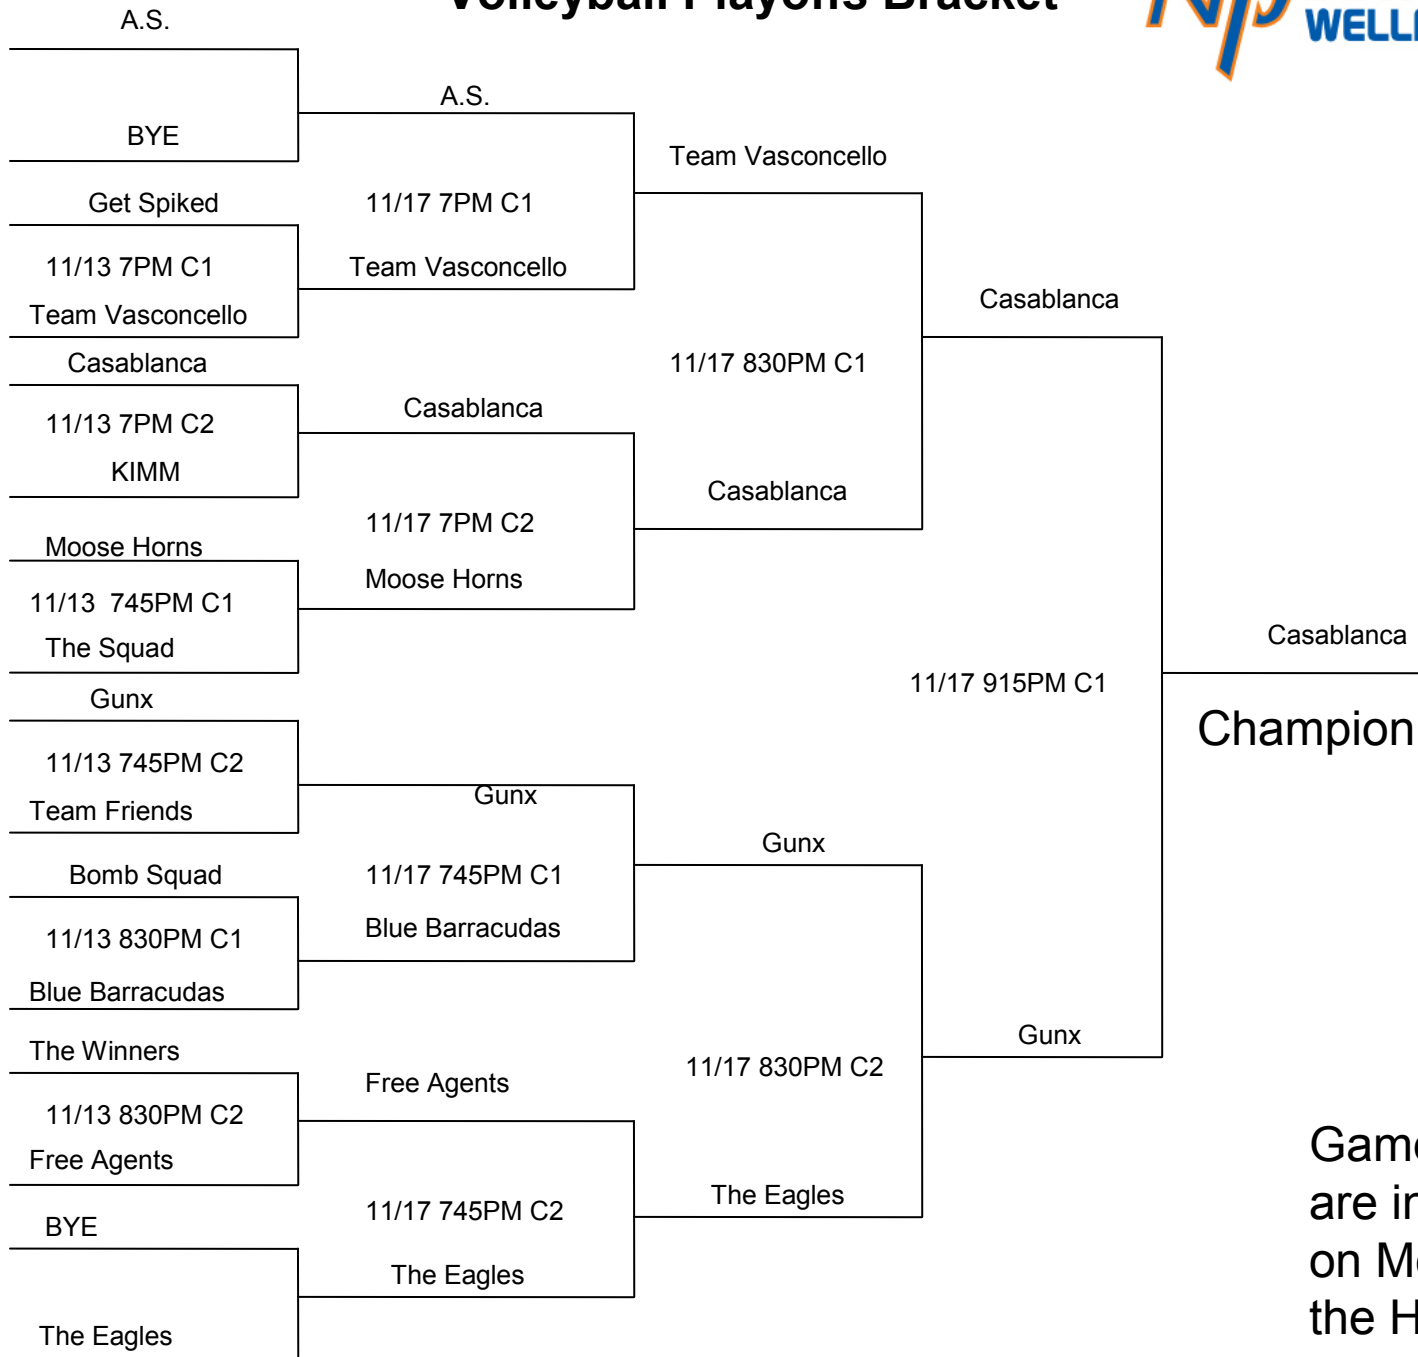 Volleyball Playoffs Bracket
A.S.
BYE
Get Spiked
11/13 7PM C1
Team Vasconcello
Casablanca
11/13 7PM C2
KIMM
Moose Horns
11/13  745PM C1
The Squad
Gunx
11/13 745PM C2
Team Friends
Bomb Squad
11/13 830PM C1
Blue Barracudas
The Winners
11/13 830PM C2
Free Agents
BYE
The Eagles
A.S.
11/17 7PM C1
Team Vasconcello
Casablanca
11/17 7PM C2
Moose Horns
Gunx
11/17 745PM C1
Blue Barracudas
Free Agents
11/17 745PM C2
The Eagles
Team Vasconcello
11/17 830PM C1
Casablanca
Gunx
11/17 830PM C2
The Eagles
Casablanca
11/17 915PM C1
Gunx
Casablanca
Champion
are
on
the